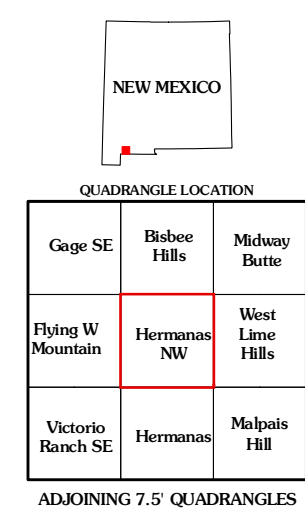 NEW MEXICO
QUADRANGLE LOCATION
Gage SE
Bisbee
Hills
Midway
Butte
Flying W
Mountain
Hermanas
NW
West
Lime
Hills
Victorio
Ranch SE
Hermanas
Malpais
Hill
ADJOINING 7.5' QUADRANGLES